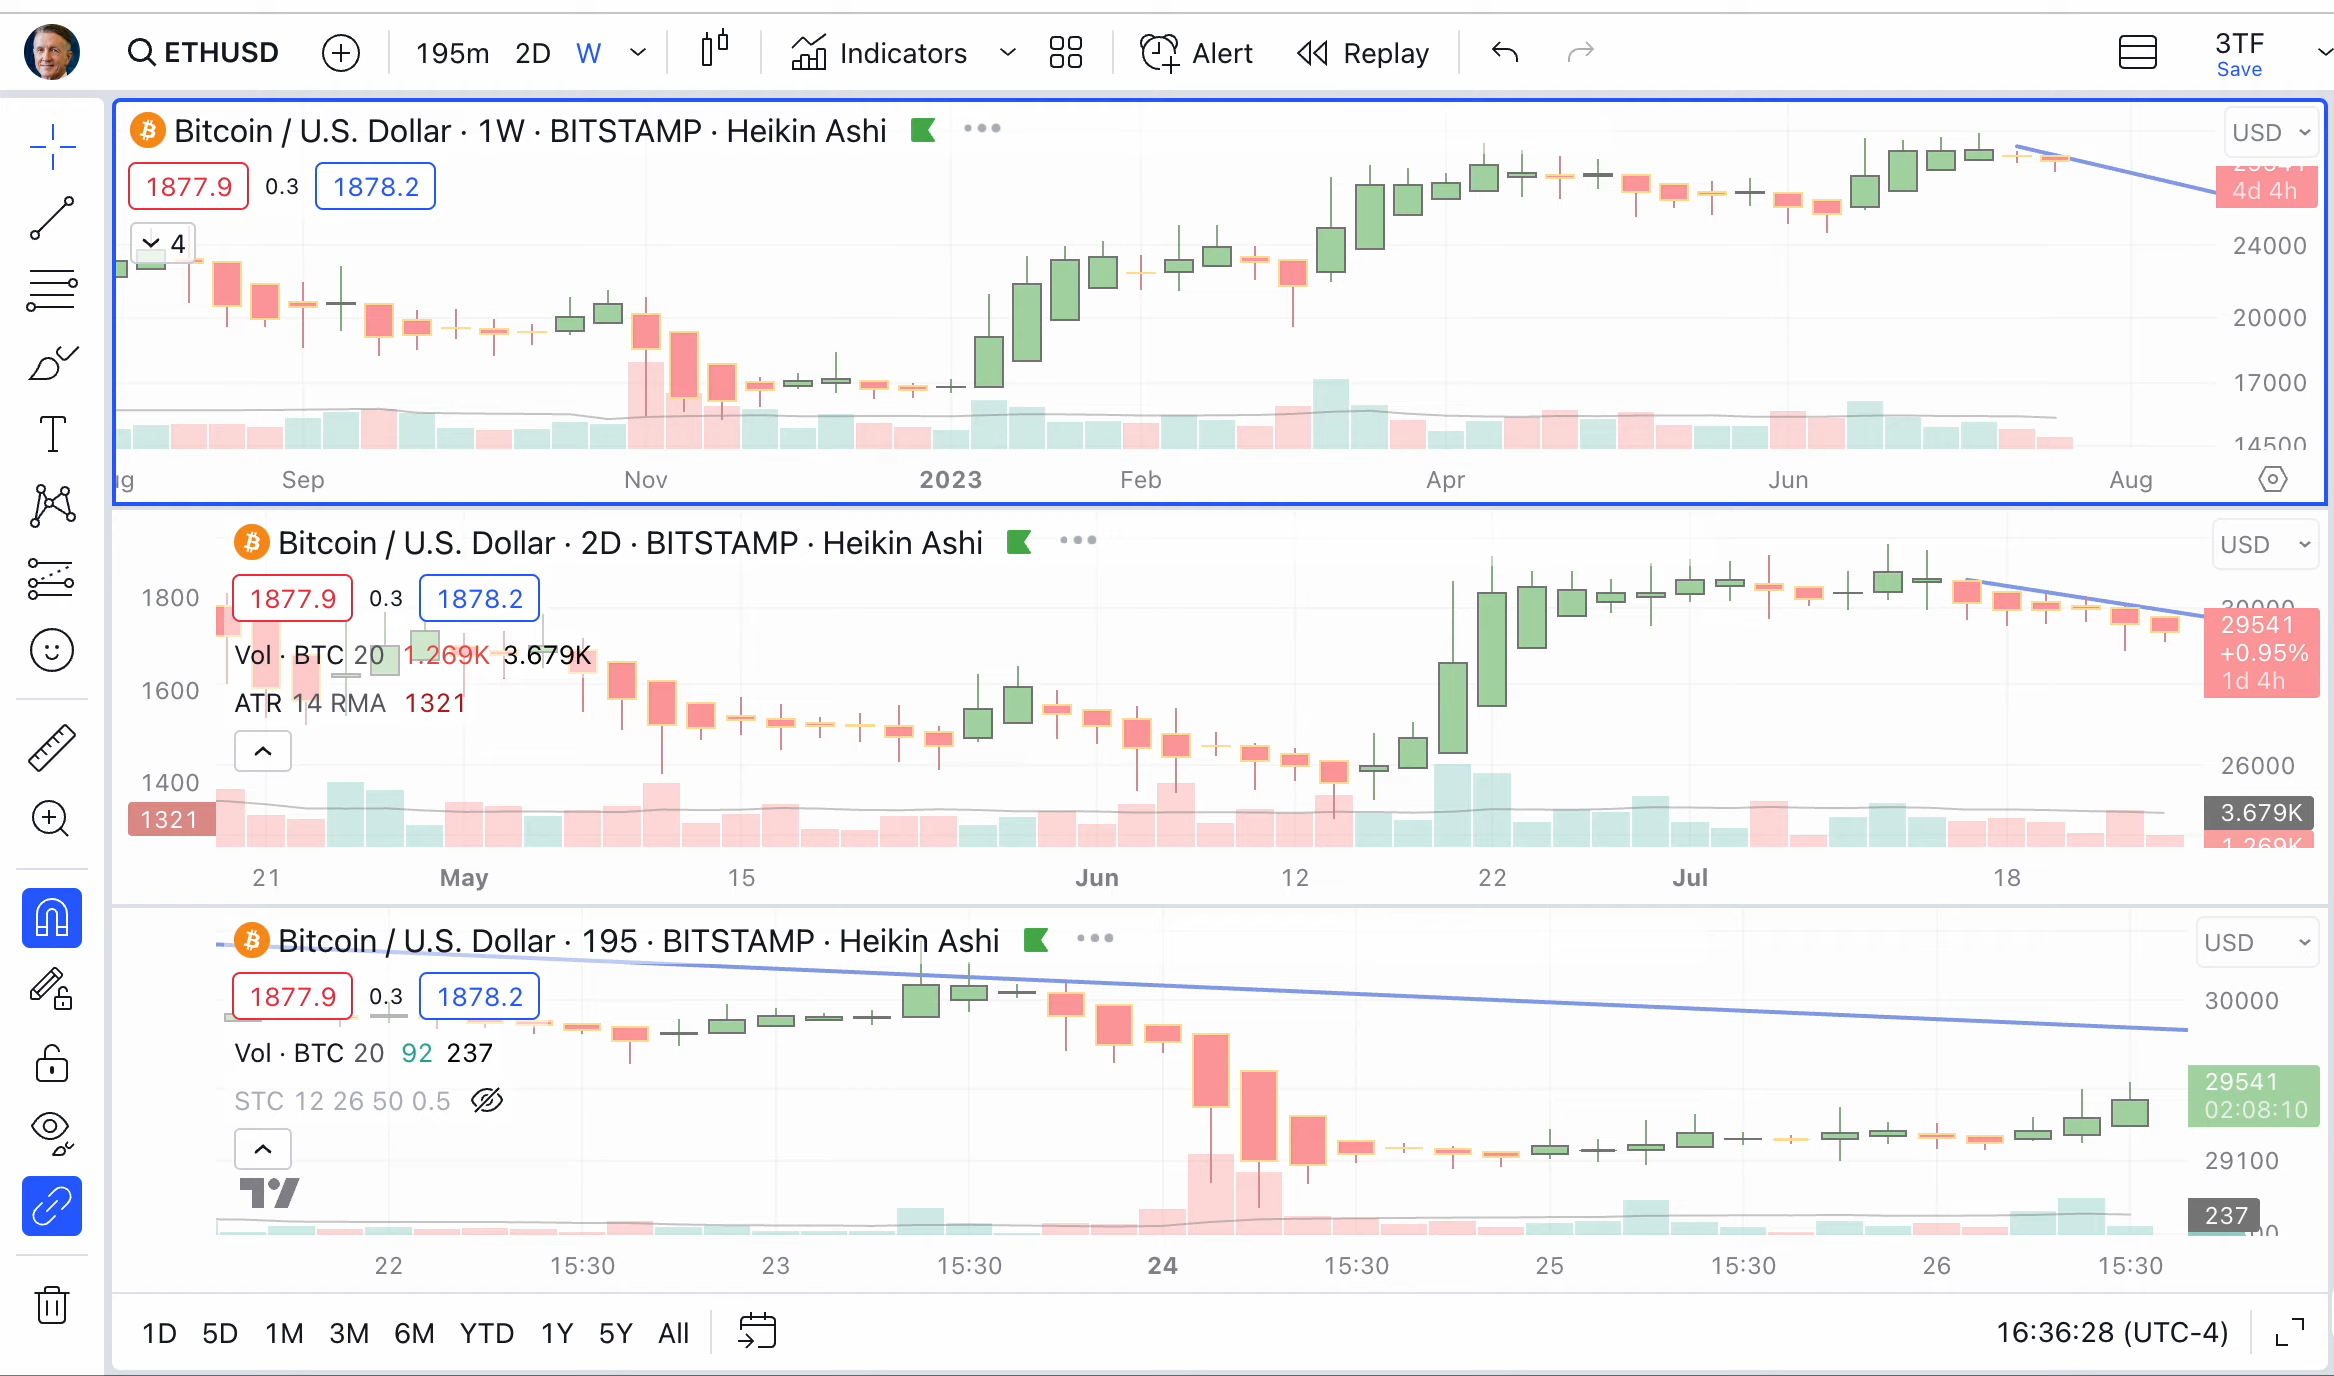 ETHUSD 195m 2D W Indicators Alert Replay 3TF
Save
Bitcoin / U.S. Dollar · 1W · BITSTAMP · Heikin Ashi
USD
1877.9 0.3 1878.2
4d 4h
4
24000
20000
17000
14500
Sep Nov 2023 Feb Apr Jun Aug
Bitcoin / U.S. Dollar · 2D · BITSTAMP · Heikin Ashi
USD
1800
1877.9 0.3 1878.2
30000
29541
+0.95%
1d 4h
Vol · BTC 20 1.269K 3.679K
1600
ATR 14 RMA 1321
26000
1400
1321
3.679K
1.269K
21 May 15 Jun 12 22 Jul 18
Bitcoin / U.S. Dollar · 195 · BITSTAMP · Heikin Ashi
USD
1877.9 0.3 1878.2
30000
Vol · BTC 20 92 237
29541
02:08:10
STC 12 26 50 0.5
29100
237
22 15:30 23 15:30 24 15:30 25 15:30 26 15:30
1D 5D 1M 3M 6M YTD 1Y 5Y All
16:36:28 (UTC-4)